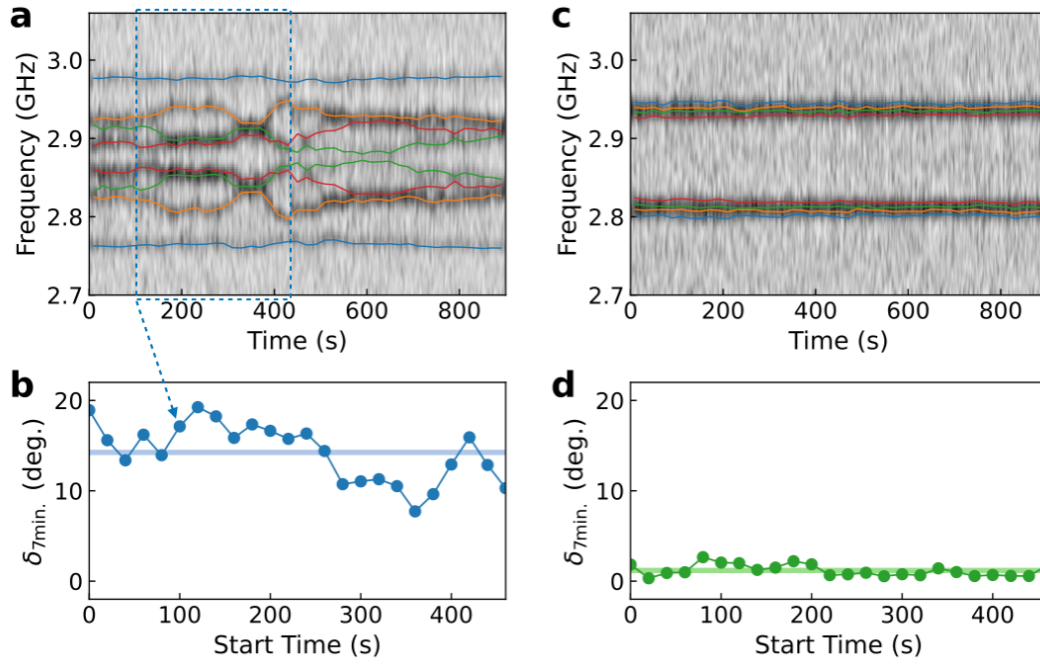 a
3.0
2.9
2.8
2.7
Frequency (GHz)
0 200 400 600 800
Time (s)
c
3.0
2.9
2.8
2.7
Frequency (GHz)
0 200 400 600 800
Time (s)
b
20
10
0
δ7min. (deg.)
0 100 200 300 400
Start Time (s)
d
20
10
0
δ7min. (deg.)
0 100 200 300 400
Start Time (s)